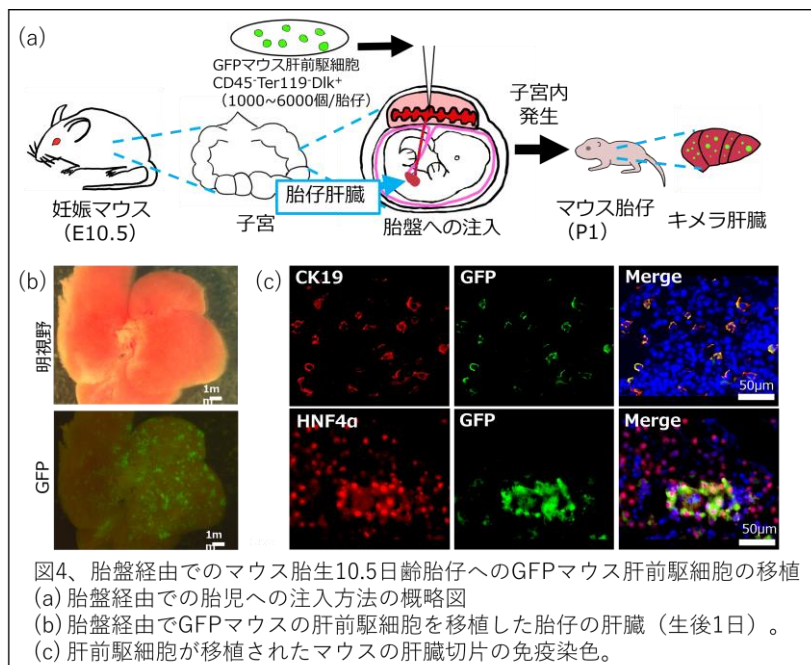 (a)
GFPマウス肝前駆細胞
CD45⁻Ter119⁻Dlk⁺
（1000~6000個/胎仔）
子宮内
発生
胎仔肝臓
妊娠マウス
（E10.5）
子宮
胎盤への注入
マウス胎仔
（P1）
キメラ肝臓
(b)
明視野
1m
m
GFP
1m
m
(c)
CK19
GFP
Merge
50μm
HNF4α
GFP
Merge
50μm
図4、胎盤経由でのマウス胎生10.5日齢胎仔へのGFPマウス肝前駆細胞の移植
(a) 胎盤経由での胎児への注入方法の概略図
(b) 胎盤経由でGFPマウスの肝前駆細胞を移植した胎仔の肝臓（生後1日）。
(c) 肝前駆細胞が移植されたマウスの肝臓切片の免疫染色。